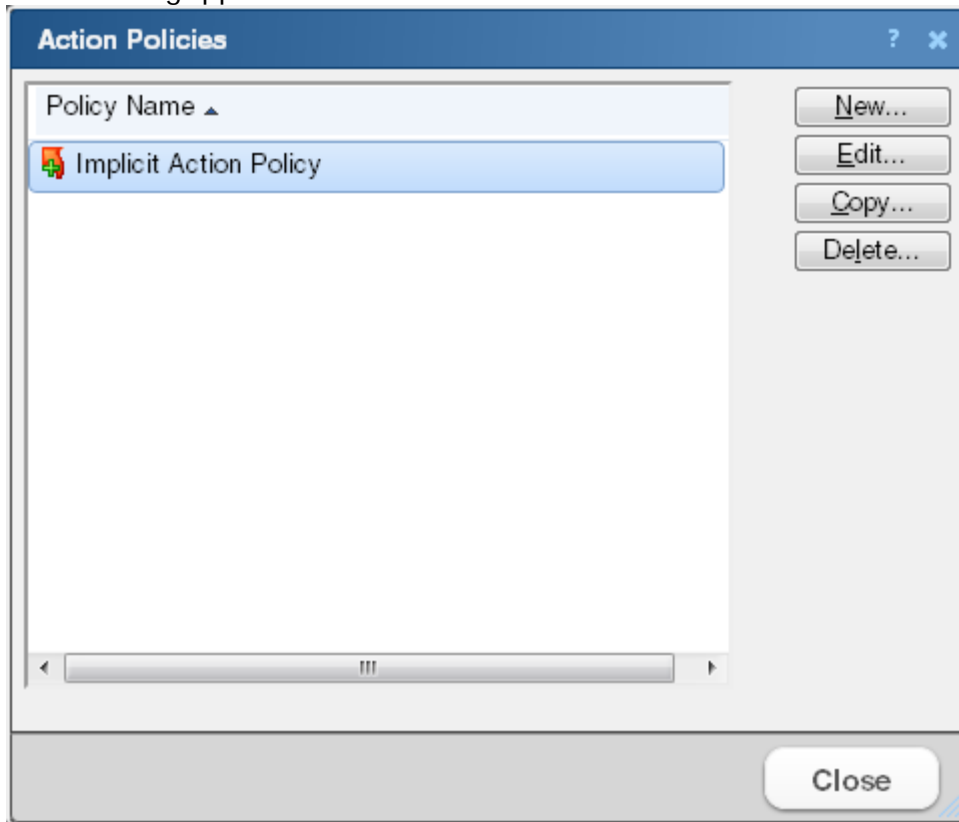 Action Policies ? ×
Policy Name
New...
Implicit Action Policy
Edit...
Copy...
Delete...
Close